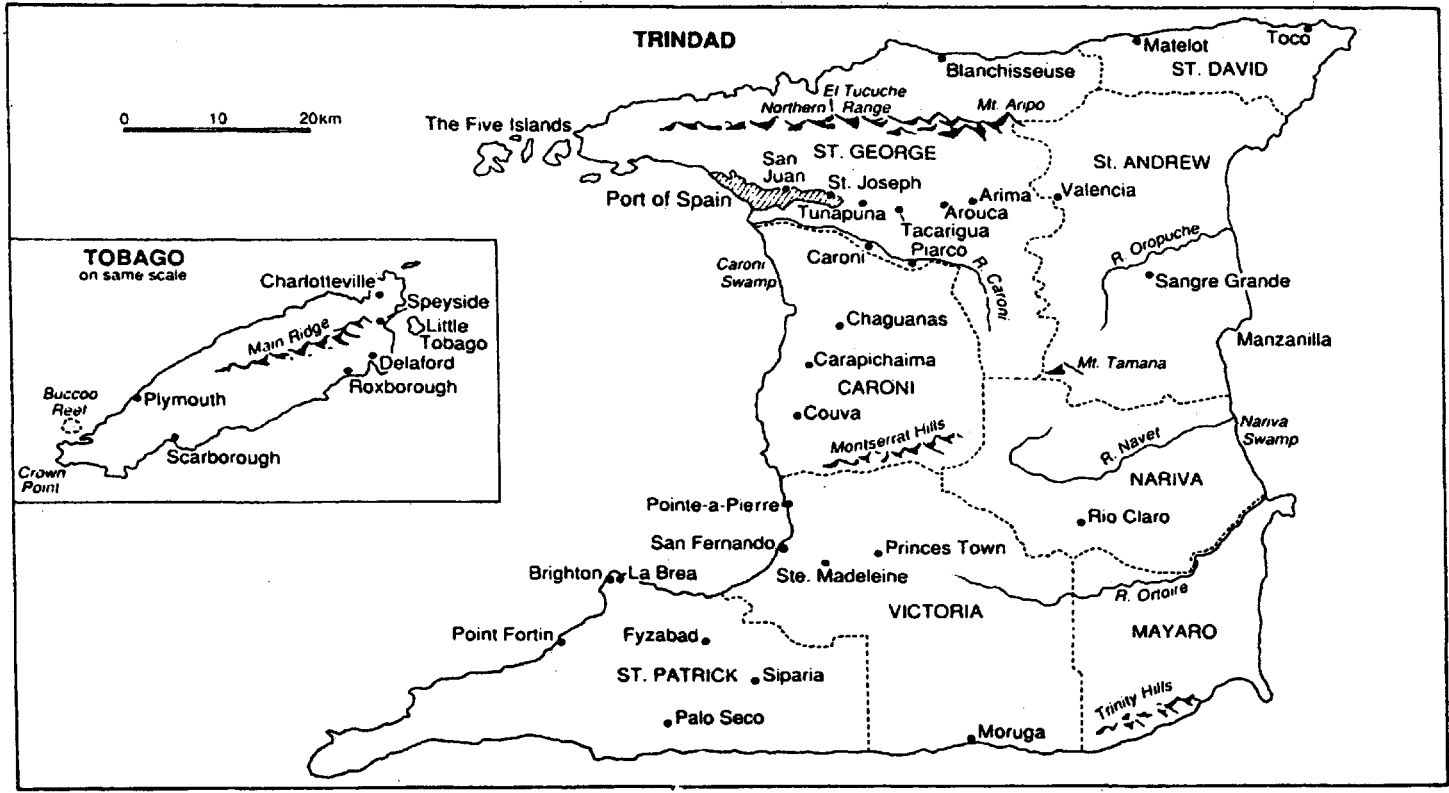 TRINDAD
Toco
Matelot
ST. DAVID
Blanchisseuse
El Tucuche
Northern Range
Mt. Aripo
0 10 20km
The Five Islands
ST. GEORGE
St. ANDREW
San
Juan
St. Joseph
Port of Spain
Tunapuna
Arima
Valencia
Arouca
Tacarigua
Piarco
Caroni
R. Caroni
R. Oropuche
Caroni
Swamp
Sangre Grande
Chaguanas
Manzanilla
Carapichaima
Mt. Tamana
CARONI
Couva
Montserrat Hills
Nariva
Swamp
R. Navet
NARIVA
Pointe-a-Pierre
Rio Claro
San Fernando
Princes Town
Brighton
La Brea
Ste. Madeleine
R. Ortoire
VICTORIA
Point Fortin
Fyzabad
MAYARO
ST. PATRICK
Siparia
Trinity Hills
Palo Seco
Moruga
TOBAGO
on same scale
Charlotteville
Speyside
Little
Tobago
Main Ridge
Delaford
Roxborough
Buccoo
Reef
Plymouth
Scarborough
Crown
Point